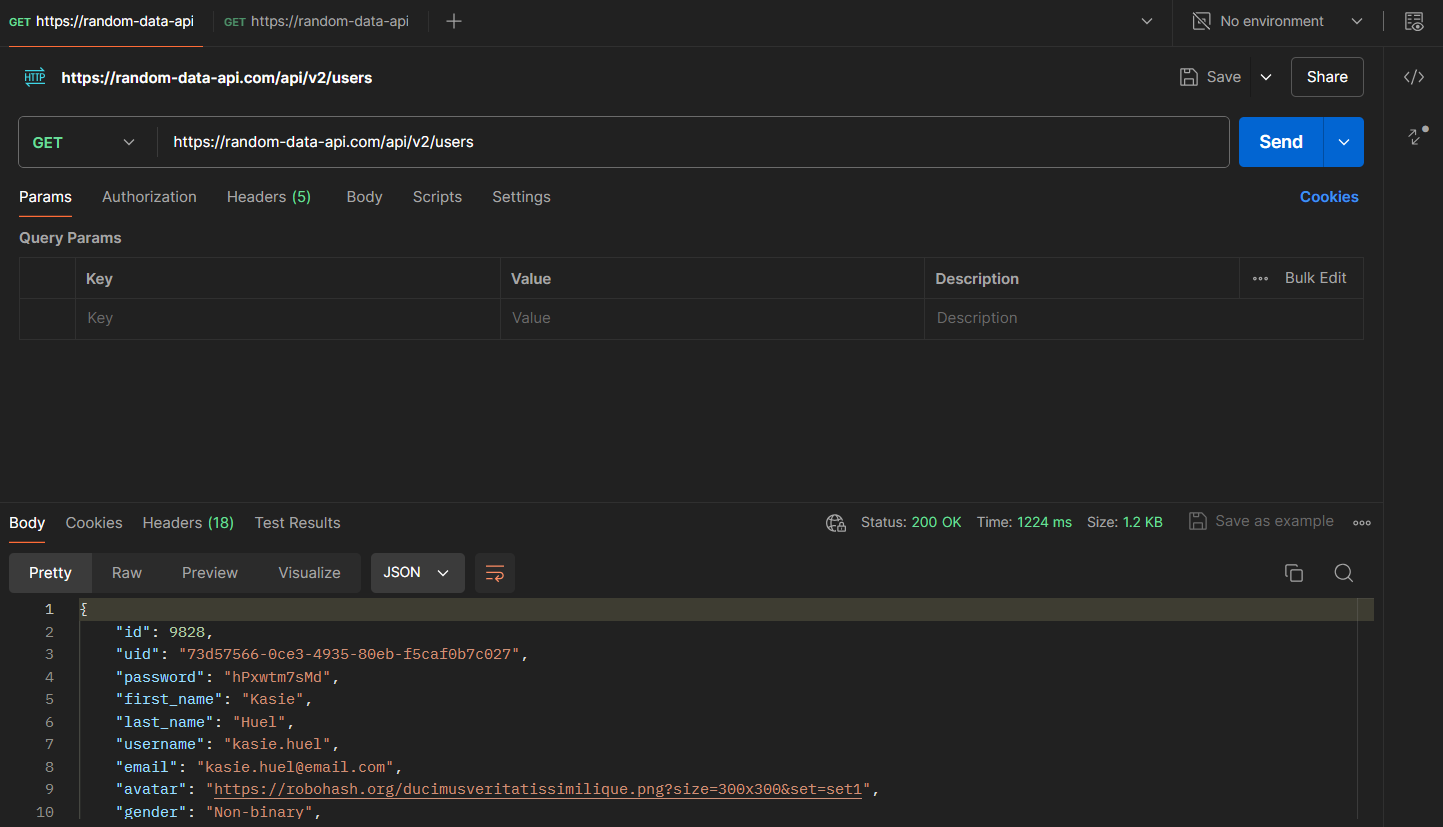 GET https://random-data-api GET https://random-data-api No environment
HTTP https://random-data-api.com/api/v2/users Save Share
GET https://random-data-api.com/api/v2/users Send
Params Authorization Headers (5) Body Scripts Settings Cookies
Query Params
Key Value Description Bulk Edit
Key Value Description
Body Cookies Headers (18) Test Results Status: 200 OK Time: 1224 ms Size: 1.2 KB Save as example
Pretty Raw Preview Visualize JSON
1 {
2 "id": 9828,
3 "uid": "73d57566-0ce3-4935-80eb-f5caf0b7c027",
4 "password": "hPxwtm7sMd",
5 "first_name": "Kasie",
6 "last_name": "Huel",
7 "username": "kasie.huel",
8 "email": "kasie.huel@email.com",
9 "avatar": "https://robohash.org/ducimusveritatissimilique.png?size=300x300&set=set1",
10 "gender": "Non-binary",